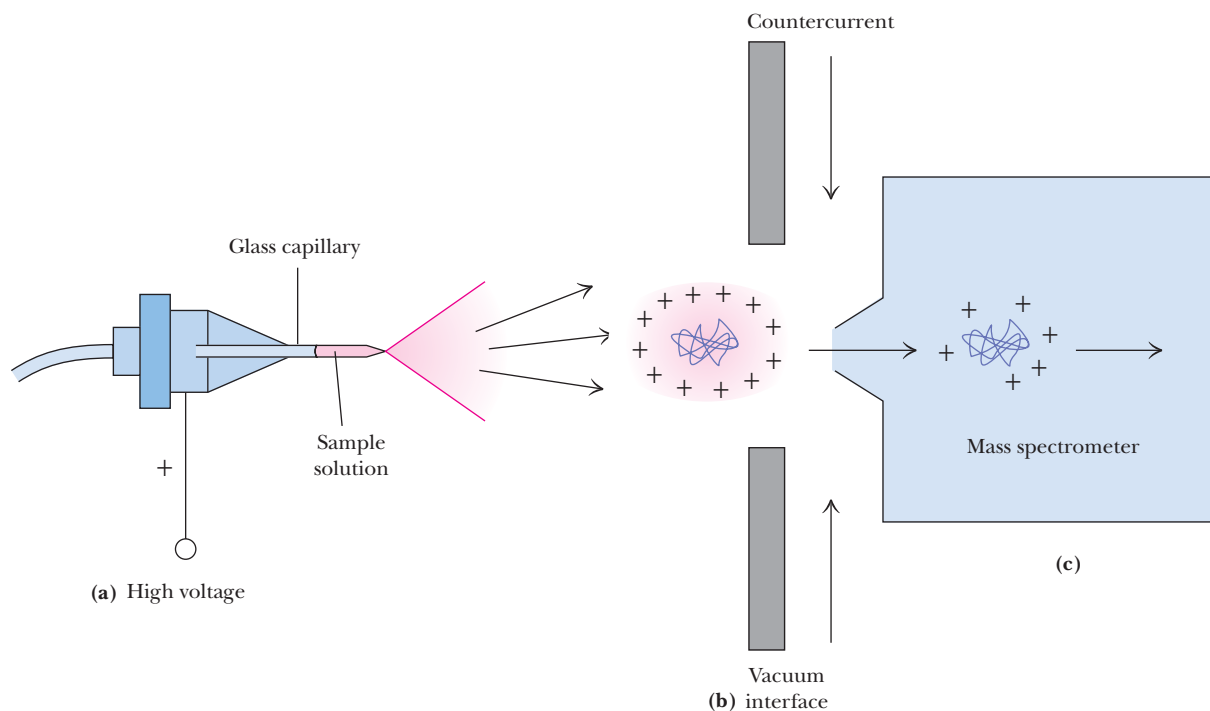 Countercurrent
Glass capillary
Sample
solution
+
(a) High voltage
+ + + + + + + + + + + + + +
+ + + + + +
Mass spectrometer
(c)
Vacuum
(b) interface